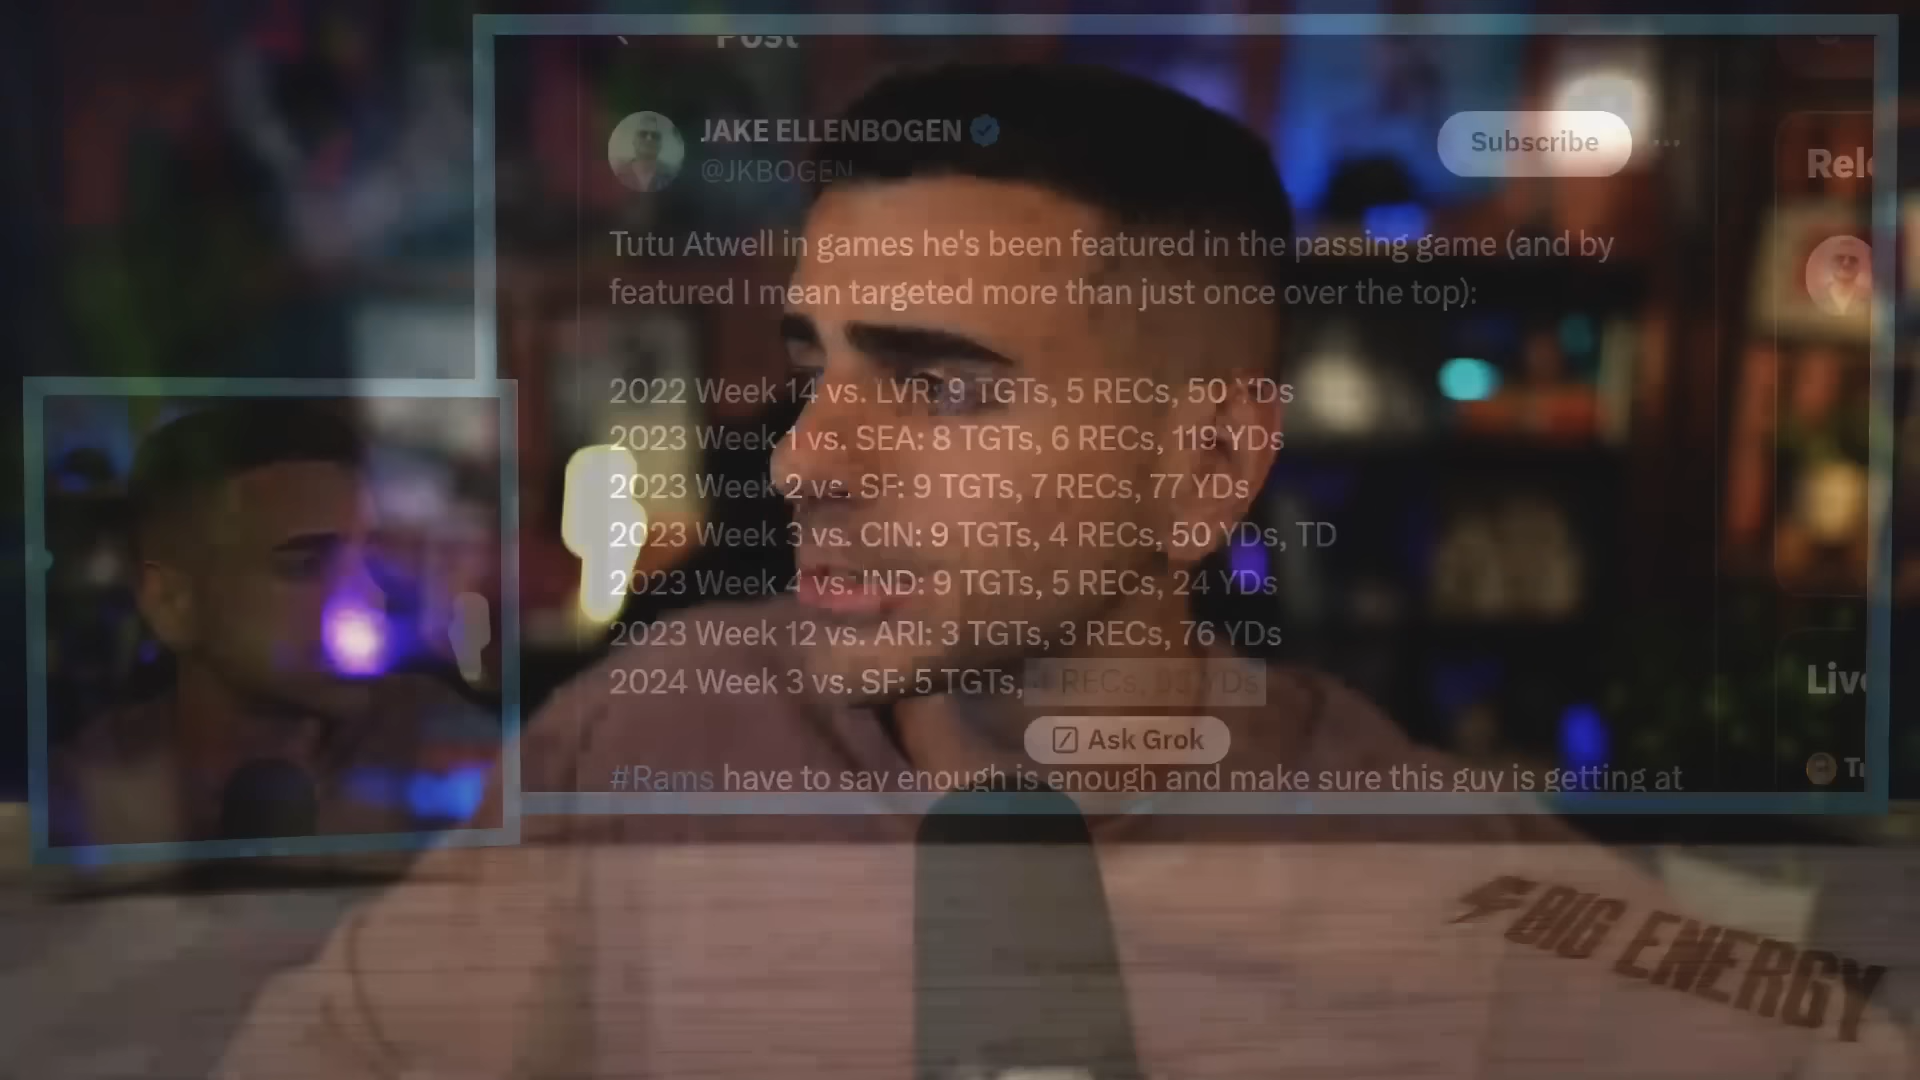 Post
JAKE ELLENBOGEN
@JKBOGEN
Subscribe
Tutu Atwell in games he's been featured in the passing game (and by
featured I mean targeted more than just once over the top):
2022 Week 14 vs. LVR: 9 TGTs, 5 RECs, 50 YDs
2023 Week 1 vs. SEA: 8 TGTs, 6 RECs, 119 YDs
2023 Week 2 vs. SF: 9 TGTs, 7 RECs, 77 YDs
2023 Week 3 vs. CIN: 9 TGTs, 4 RECs, 50 YDs, TD
2023 Week 4 vs. IND: 9 TGTs, 5 RECs, 24 YDs
2023 Week 12 vs. ARI: 3 TGTs, 3 RECs, 76 YDs
2024 Week 3 vs. SF: 5 TGTs, 4 RECs, 93 YDs
Ask Grok
#Rams have to say enough is enough and make sure this guy is getting at
BIG ENERGY